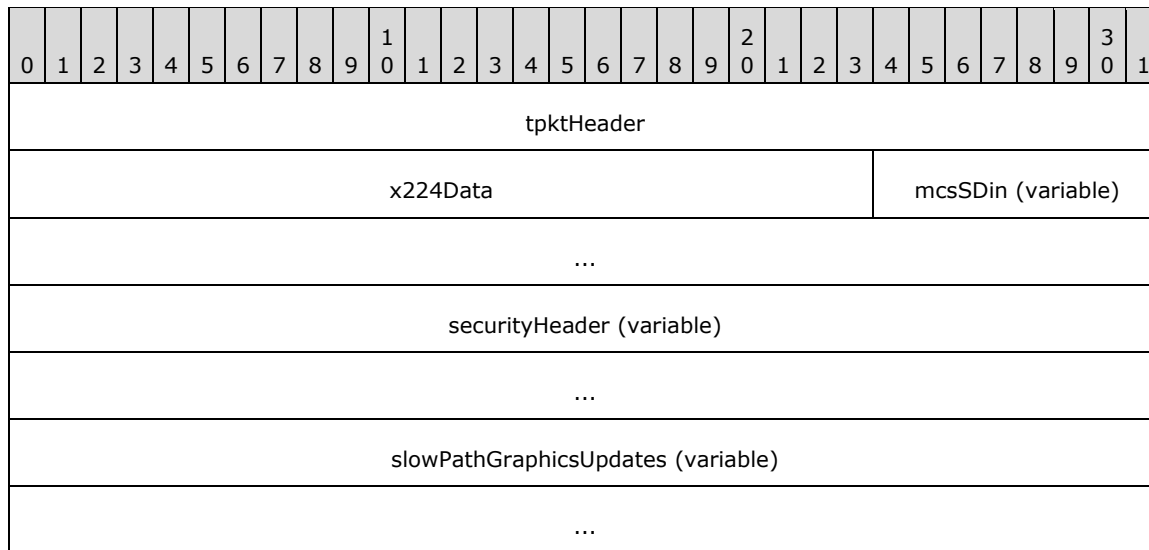 1 2 3
0 1 2 3 4 5 6 7 8 9 0 1 2 3 4 5 6 7 8 9 0 1 2 3 4 5 6 7 8 9 0 1
tpktHeader
x224Data mcsSDin (variable)
...
securityHeader (variable)
...
slowPathGraphicsUpdates (variable)
...